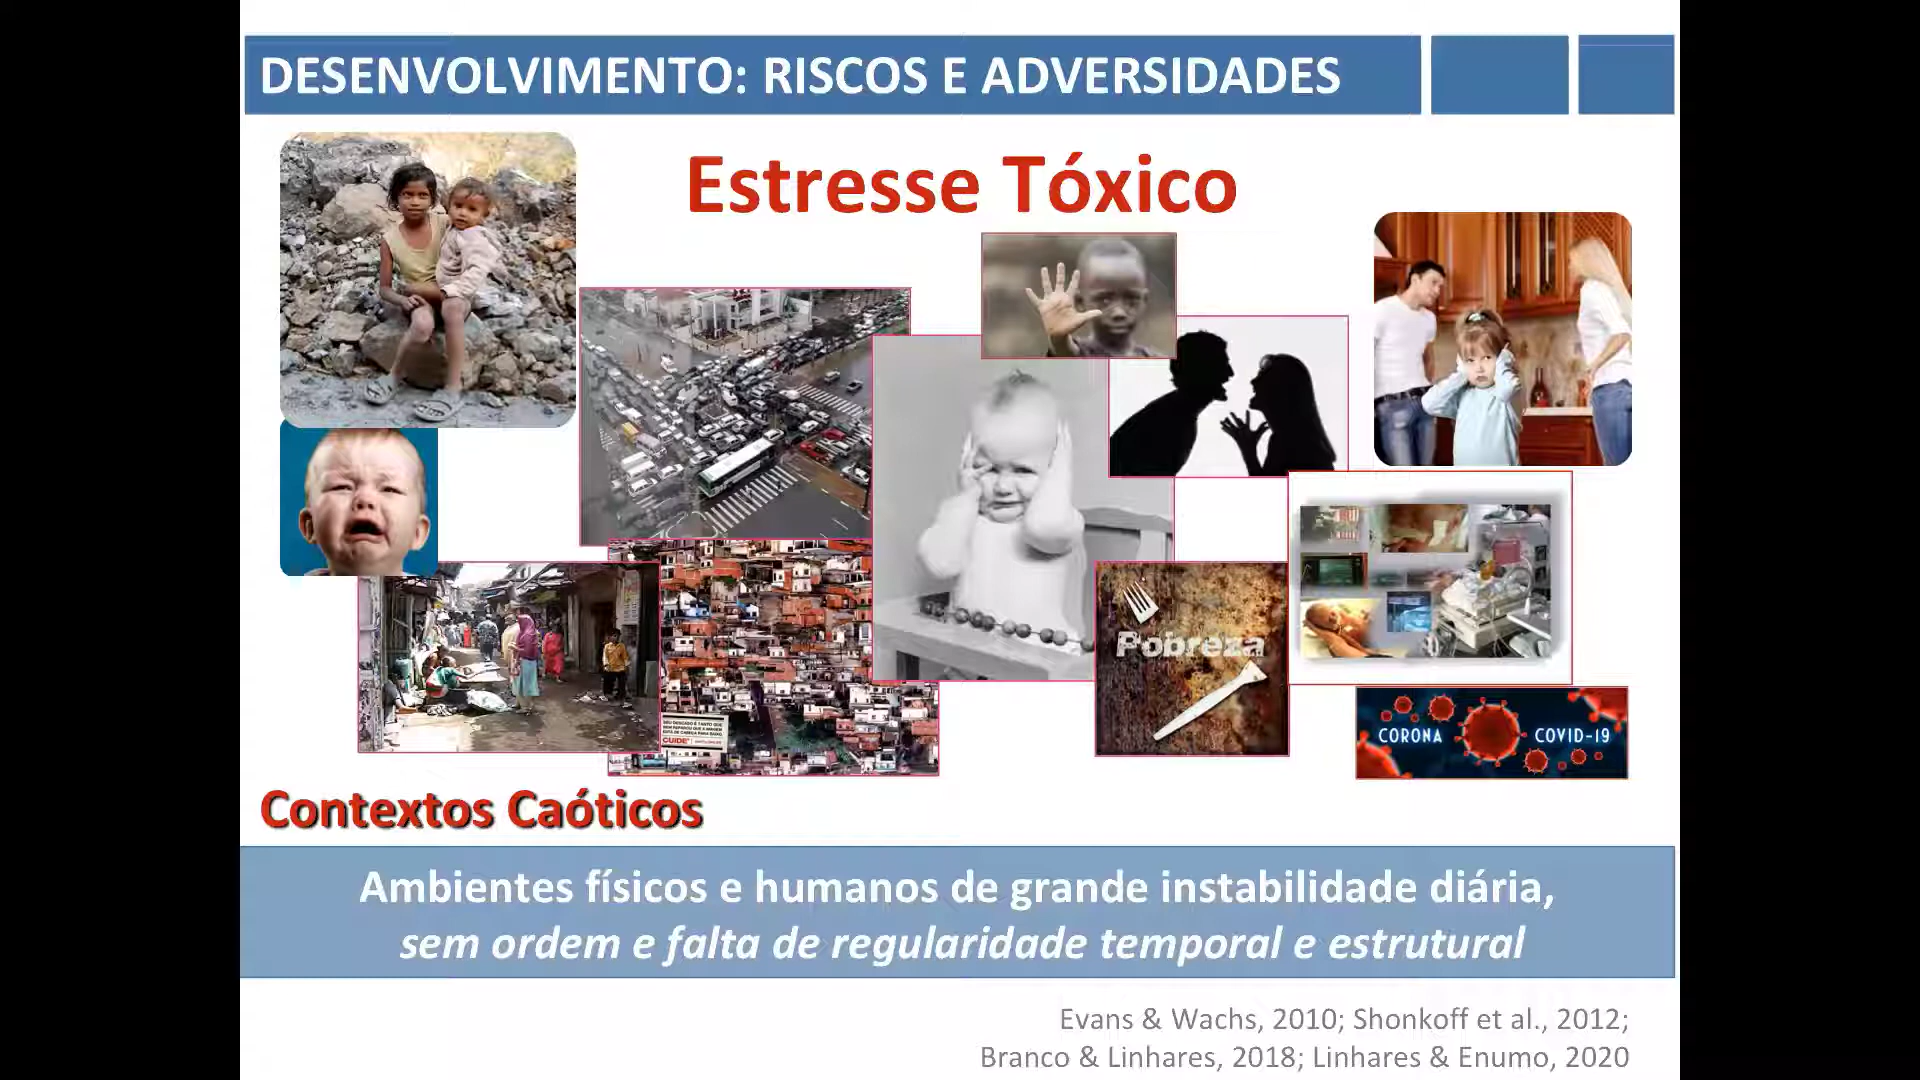 DESENVOLVIMENTO: RISCOS E ADVERSIDADES
Estresse Tóxico
Pobreza
CUIDE
CORONA
COVID-19
Contextos Caóticos
Ambientes físicos e humanos de grande instabilidade diária,
sem ordem e falta de regularidade temporal e estrutural
Evans & Wachs, 2010; Shonkoff et al., 2012;
Branco & Linhares, 2018; Linhares & Enumo, 2020